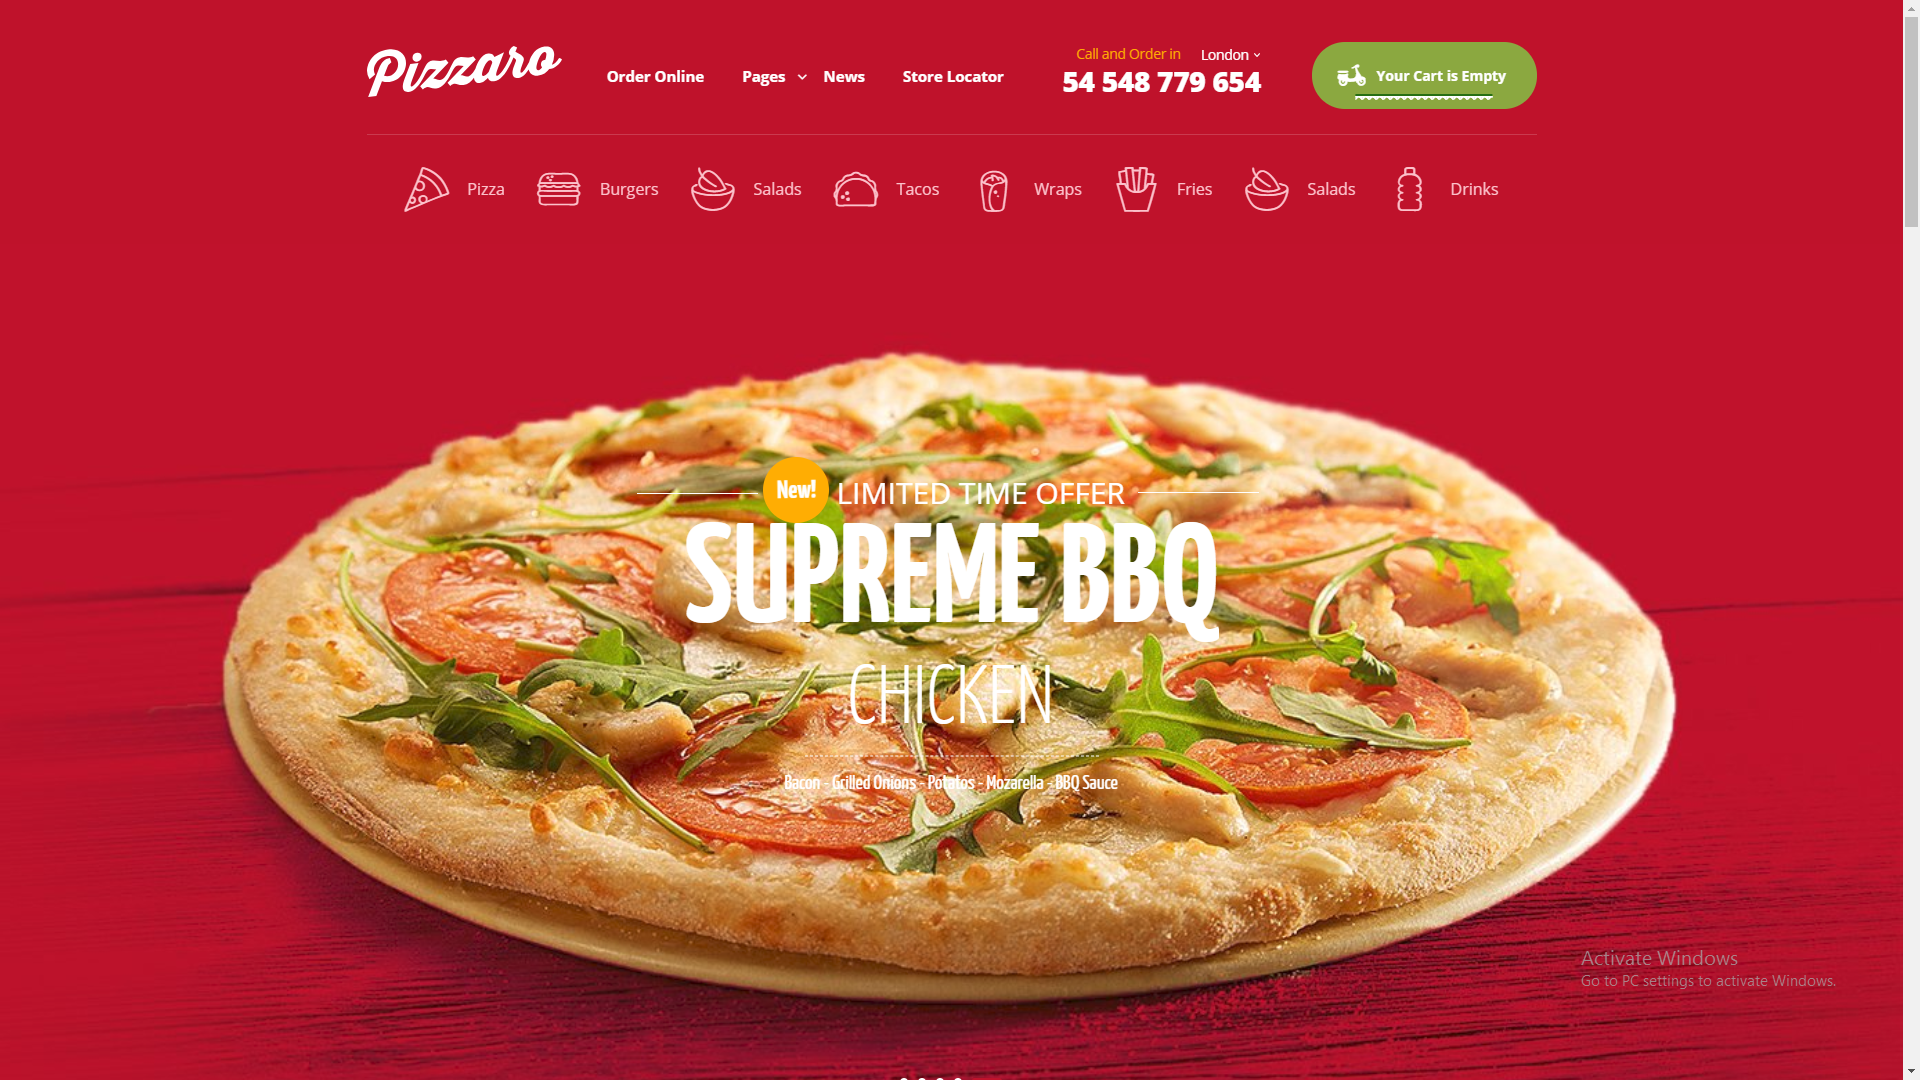 Pizzaro
Order Online
Pages
News
Store Locator
Call and Order in
London
54 548 779 654
Your Cart is Empty
Pizza
Burgers
Salads
Tacos
Wraps
Fries
Salads
Drinks
New!
LIMITED TIME OFFER
SUPREME BBQ
CHICKEN
Bacon - Grilled Onions - Potatos - Mozarella - BBQ Sauce
Activate Windows
Go to PC settings to activate Windows.